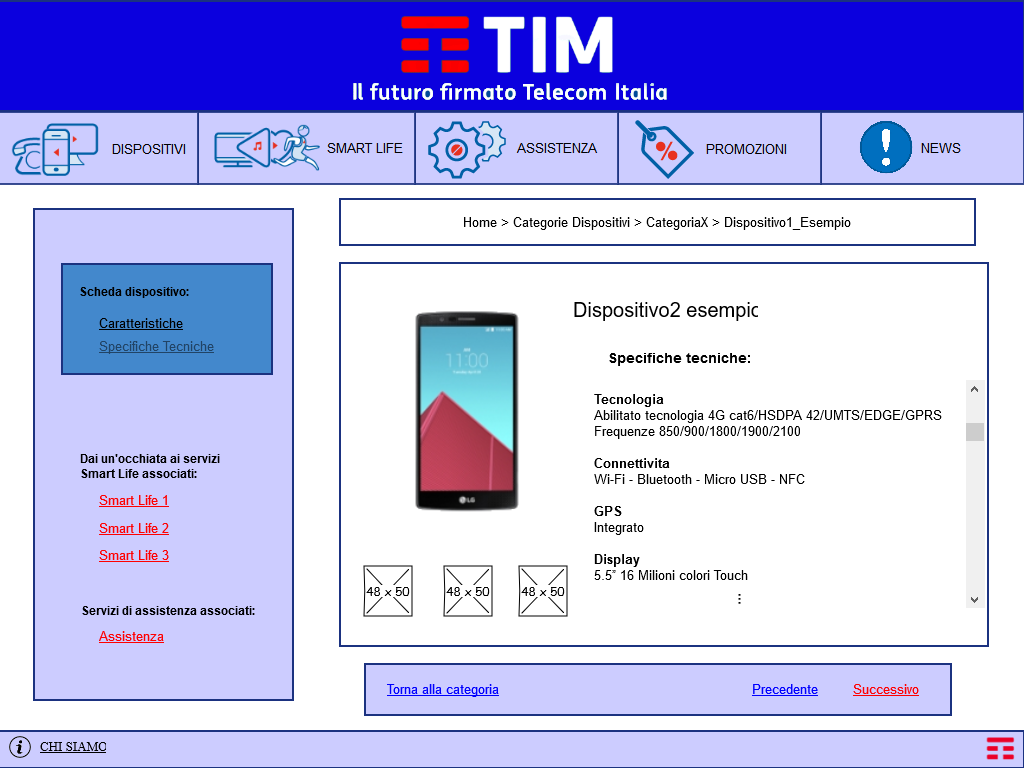 TIM
Il futuro firmato Telecom Italia
DISPOSITIVI
SMART LIFE
ASSISTENZA
PROMOZIONI
NEWS
Home > Categorie Dispositivi > CategoriaX > Dispositivo1_Esempio
Scheda dispositivo:
Caratteristiche
Specifiche Tecniche
Dai un'occhiata ai servizi
Smart Life associati:
Smart Life 1
Smart Life 2
Smart Life 3
Servizi di assistenza associati:
Assistenza
11:00
LG
48 x 50
48 x 50
48 x 50
Dispositivo2 esempio
Specifiche tecniche:
Tecnologia
Abilitato tecnologia 4G cat6/HSDPA 42/UMTS/EDGE/GPRS
Frequenze 850/900/1800/1900/2100
Connettivita
Wi-Fi - Bluetooth - Micro USB - NFC
GPS
Integrato
Display
5.5” 16 Milioni colori Touch
Torna alla categoria
Precedente
Successivo
CHI SIAMO